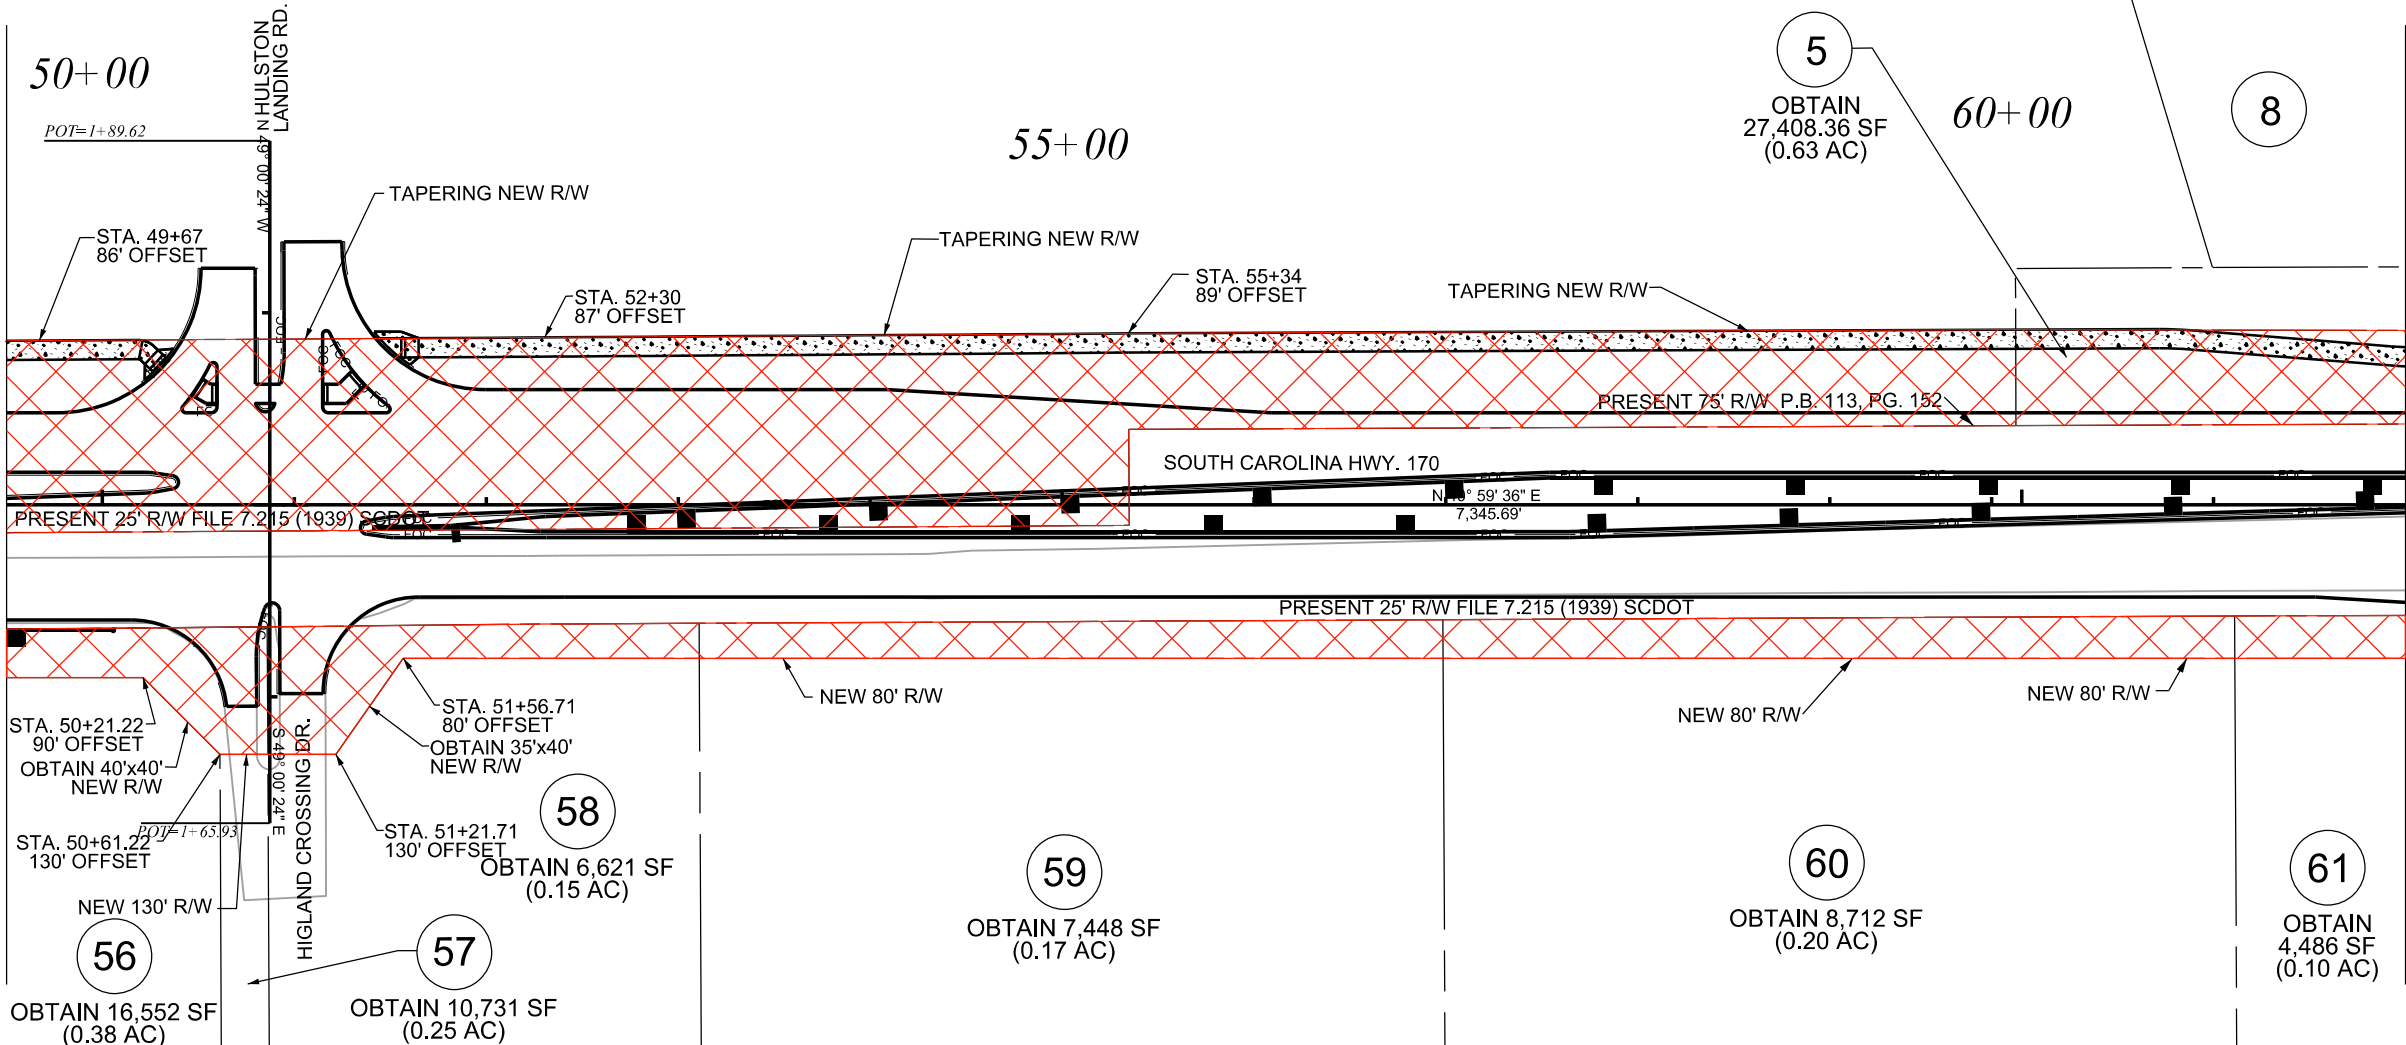 50+00
POT=1+89.62
N HULSTON
LANDING RD.
N 49° 00' 24" W
5
OBTAIN
27,408.36 SF
(0.63 AC)
60+00
8
55+00
TAPERING NEW R/W
STA. 49+67
86' OFFSET
TAPERING NEW R/W
STA. 52+30
87' OFFSET
STA. 55+34
89' OFFSET
TAPERING NEW R/W
PRESENT 75' R/W P.B. 113, PG. 152
SOUTH CAROLINA HWY. 170
59' 36" E
7,345.69'
PRESENT 25' R/W FILE 7.215 (1939) SCDOT
PRESENT 25' R/W FILE 7.215 (1939) SCDOT
STA. 50+21.22
90' OFFSET
OBTAIN 40'x40'
NEW R/W
STA. 51+56.71
80' OFFSET
OBTAIN 35'x40'
NEW R/W
NEW 80' R/W
NEW 80' R/W
NEW 80' R/W
S 49° 00' 24" E
HIGHLAND CROSSING DR.
POT=1+65.93
STA. 50+61.22
130' OFFSET
STA. 51+21.71
130' OFFSET
NEW 130' R/W
56
OBTAIN 16,552 SF
(0.38 AC)
57
OBTAIN 10,731 SF
(0.25 AC)
58
OBTAIN 6,621 SF
(0.15 AC)
59
OBTAIN 7,448 SF
(0.17 AC)
60
OBTAIN 8,712 SF
(0.20 AC)
61
OBTAIN
4,486 SF
(0.10 AC)